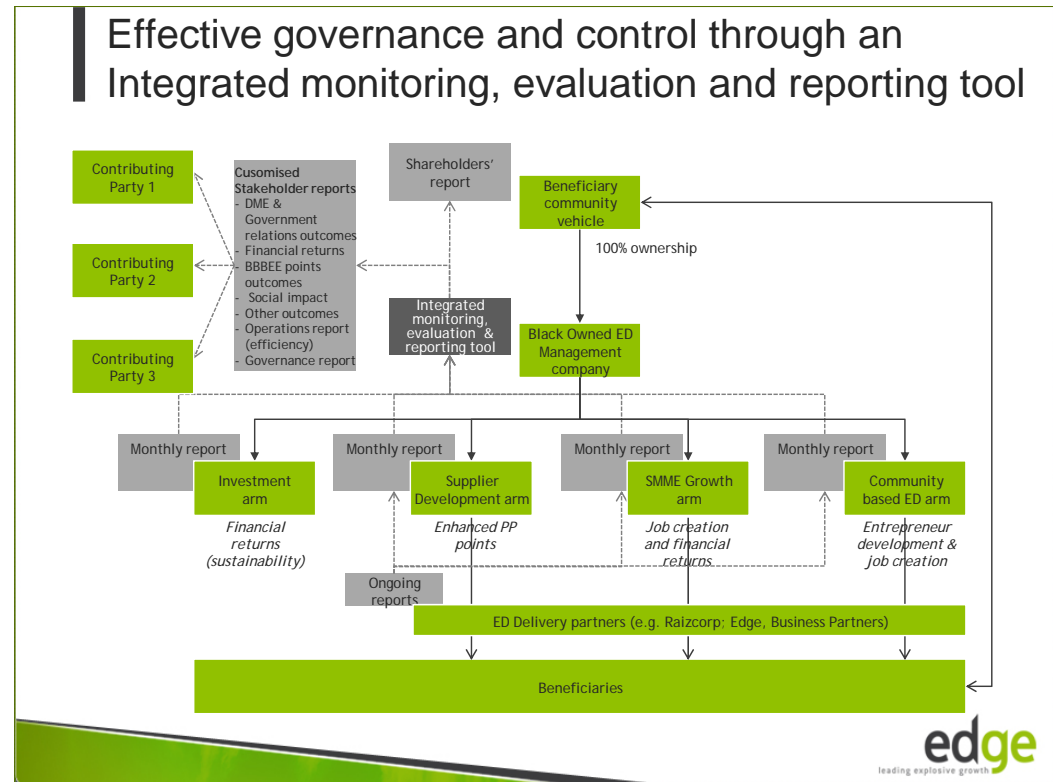 Effective governance and control through an
Integrated monitoring, evaluation and reporting tool
Contributing
Party 1
Contributing
Party 2
Contributing
Party 3
Cusomised
Stakeholder reports
- DME &
Government
relations outcomes
- Financial returns
- BBBEE points
outcomes
- Social impact
- Other outcomes
- Operations report
(efficiency)
- Governance report
Shareholders'
report
Integrated
monitoring,
evaluation &
reporting tool
Beneficiary
community
vehicle
100% ownership
Black Owned ED
Management
company
Monthly report
Investment
arm
Financial
returns
(sustainability)
Monthly report
Supplier
Development arm
Enhanced PP
points
Monthly report
SMME Growth
arm
Job creation
and financial
returns
Monthly report
Community
based ED arm
Entrepreneur
development &
job creation
Ongoing
reports
ED Delivery partners (e.g. Raizcorp; Edge, Business Partners)
Beneficiaries
edge
leading explosive growth